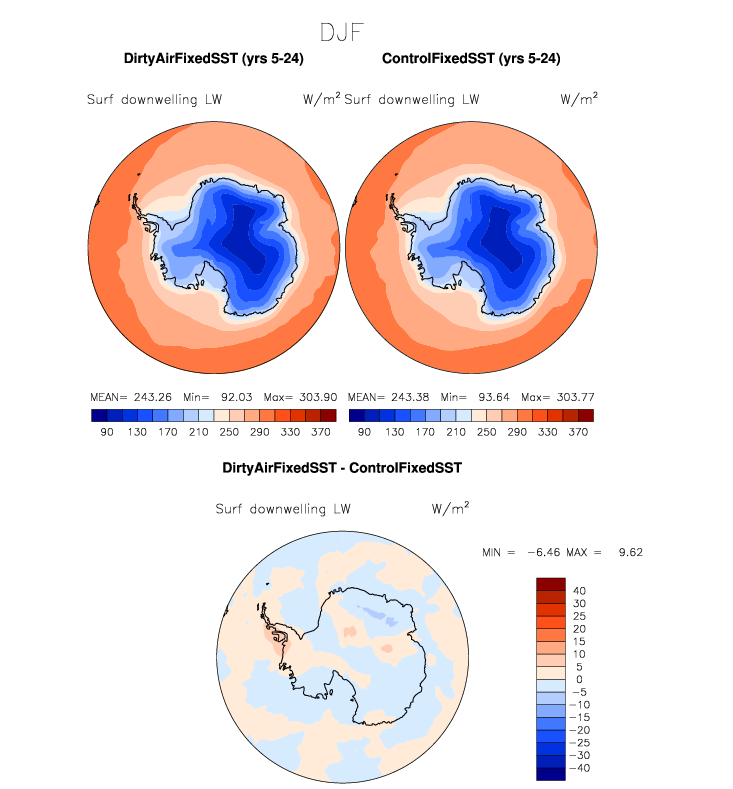 DJF
DirtyAirFixedSST (yrs 5-24) ControlFixedSST (yrs 5-24)
Surf downwelling LW W/m² Surf downwelling LW W/m²
MEAN= 243.26 Min= 92.03 Max= 303.90 MEAN= 243.38 Min= 93.64 Max= 303.77
90 130 170 210 250 290 330 370 90 130 170 210 250 290 330 370
DirtyAirFixedSST - ControlFixedSST
Surf downwelling LW W/m²
MIN = -6.46 MAX = 9.62
40
30
25
20
15
10
5
0
-5
-10
-15
-20
-25
-30
-40